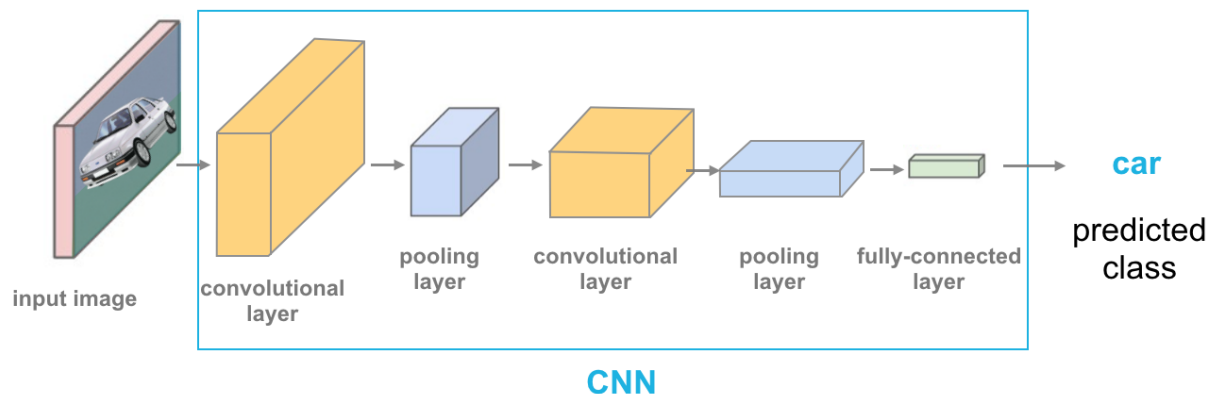 input image
convolutional
layer
pooling
layer
convolutional
layer
pooling
layer
fully-connected
layer
car
predicted
class
CNN